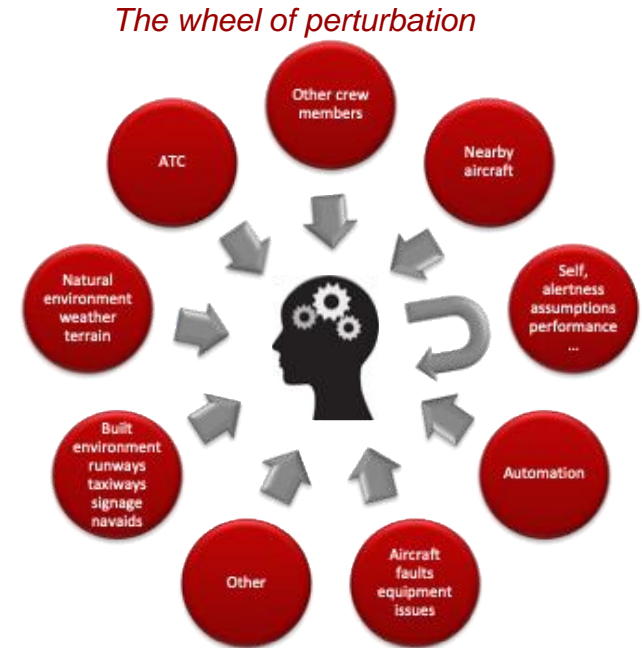 The wheel of perturbation
Other crew
members
Nearby
aircraft
Self,
alertness
assumptions
performance
...
Automation
Aircraft
faults
equipment
issues
Other
Built
environment
runways
taxiways
signage
navaids
Natural
environment
weather
terrain
ATC